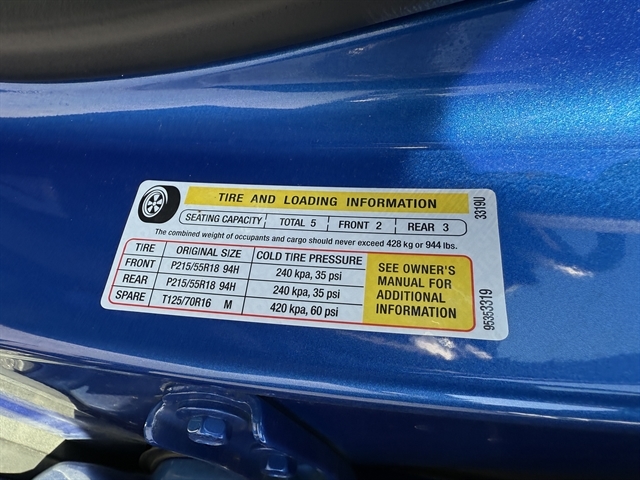 TIRE AND LOADING INFORMATION
SEATING CAPACITY TOTAL 5 FRONT 2 REAR 3
The combined weight of occupants and cargo should never exceed 428 kg or 944 lbs.
TIRE ORIGINAL SIZE COLD TIRE PRESSURE
FRONT P215/55R18 94H 240 kpa, 35 psi
REAR P215/55R18 94H 240 kpa, 35 psi
SPARE T125/70R16 M 420 kpa, 60 psi
SEE OWNER'S
MANUAL FOR
ADDITIONAL
INFORMATION
3319U
95353319